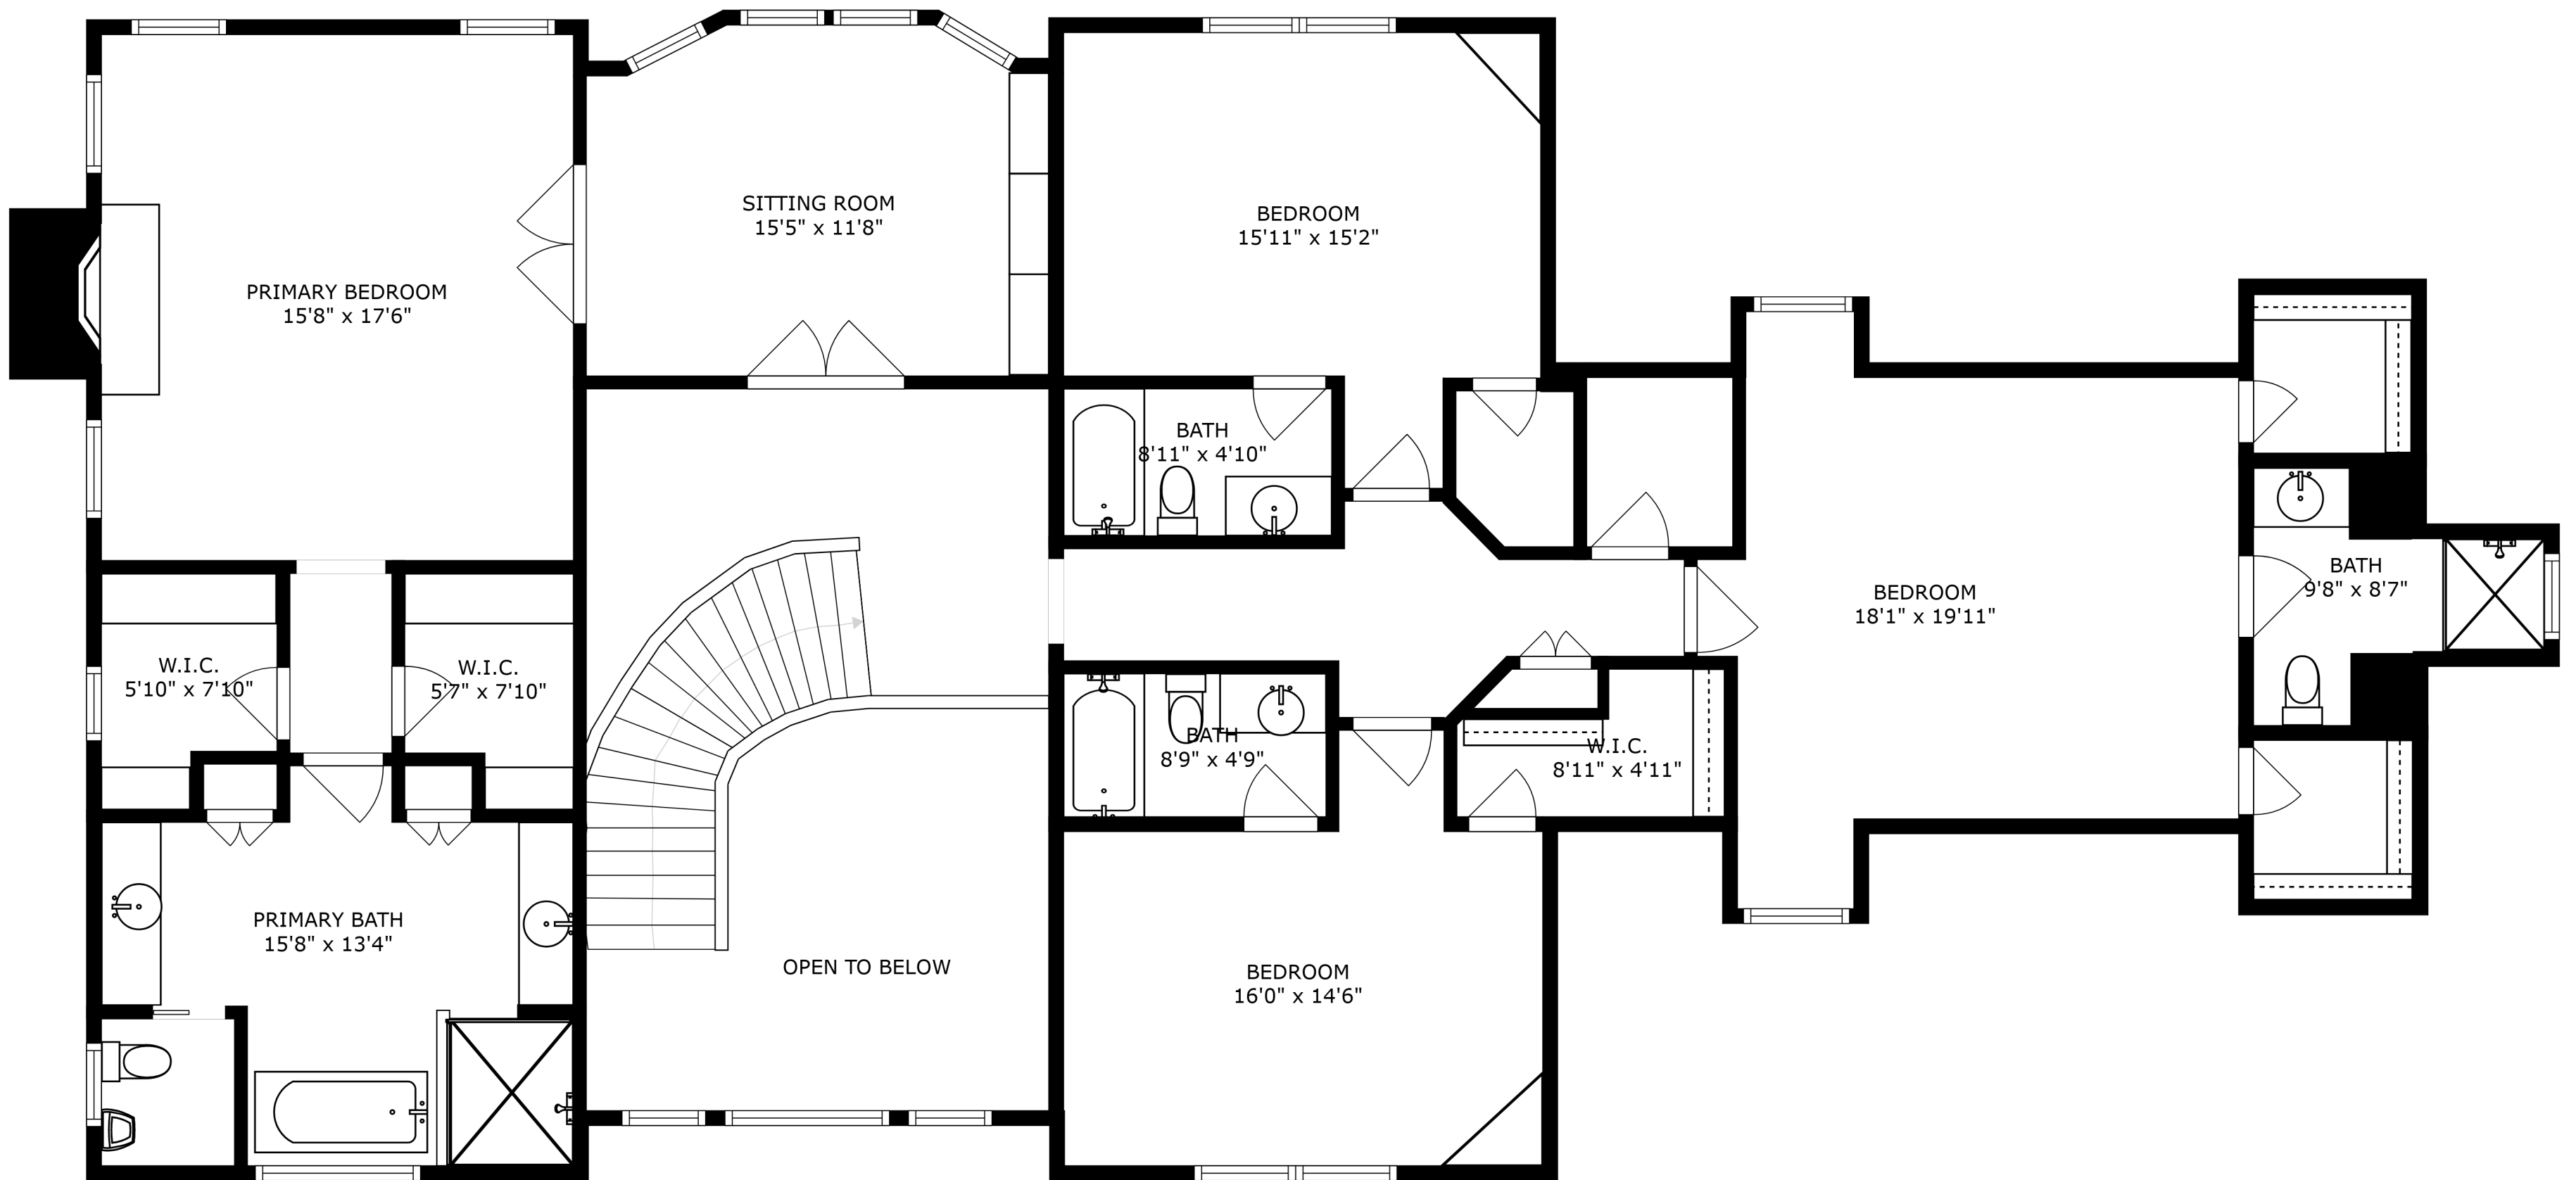 PRIMARY BEDROOM
15'8" x 17'6"
SITTING ROOM
15'5" x 11'8"
BEDROOM
15'11" x 15'2"
BATH
8'11" x 4'10"
BEDROOM
18'1" x 19'11"
BATH
9'8" x 8'7"
W.I.C.
5'10" x 7'10"
W.I.C.
5'7" x 7'10"
BATH
8'9" x 4'9"
W.I.C.
8'11" x 4'11"
PRIMARY BATH
15'8" x 13'4"
OPEN TO BELOW
BEDROOM
16'0" x 14'6"